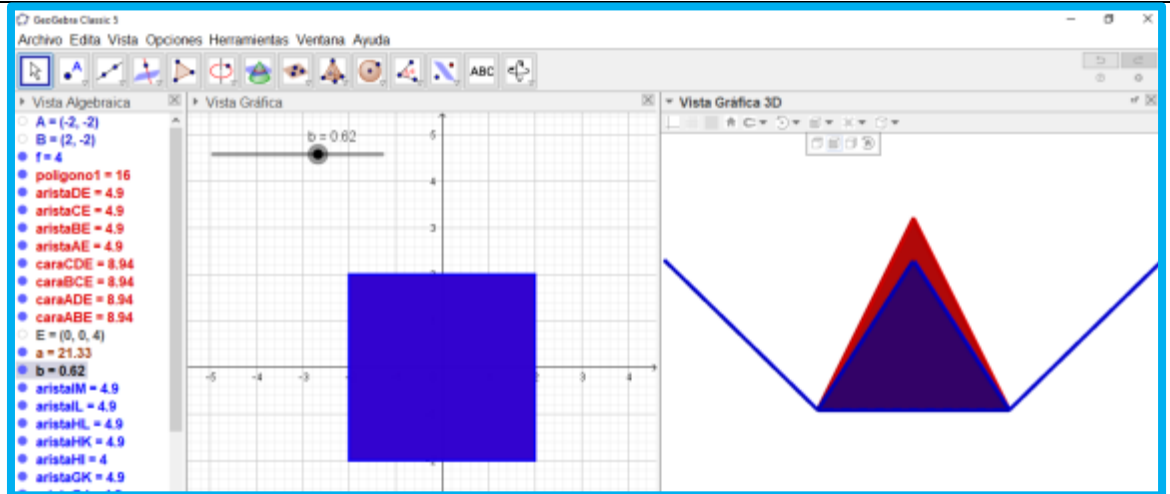 GeoGebra Classic 5
Archivo Edita Vista Opciones Herramientas Ventana Ayuda
ABC
Vista Algebraica
A = (-2, -2)
B = (2, -2)
f = 4
poligono1 = 16
aristaDE = 4.9
aristaCE = 4.9
aristaBE = 4.9
aristaAE = 4.9
caraCDE = 8.94
caraBCE = 8.94
caraADE = 8.94
caraABE = 8.94
E = (0, 0, 4)
a = 21.33
b = 0.62
aristaIM = 4.9
aristaIL = 4.9
aristaHL = 4.9
aristaHK = 4.9
aristaHI = 4
aristaGK = 4.9
Vista Gráfica
b = 0.62
5
4
3
-5 -4 -3 3 4
Vista Gráfica 3D